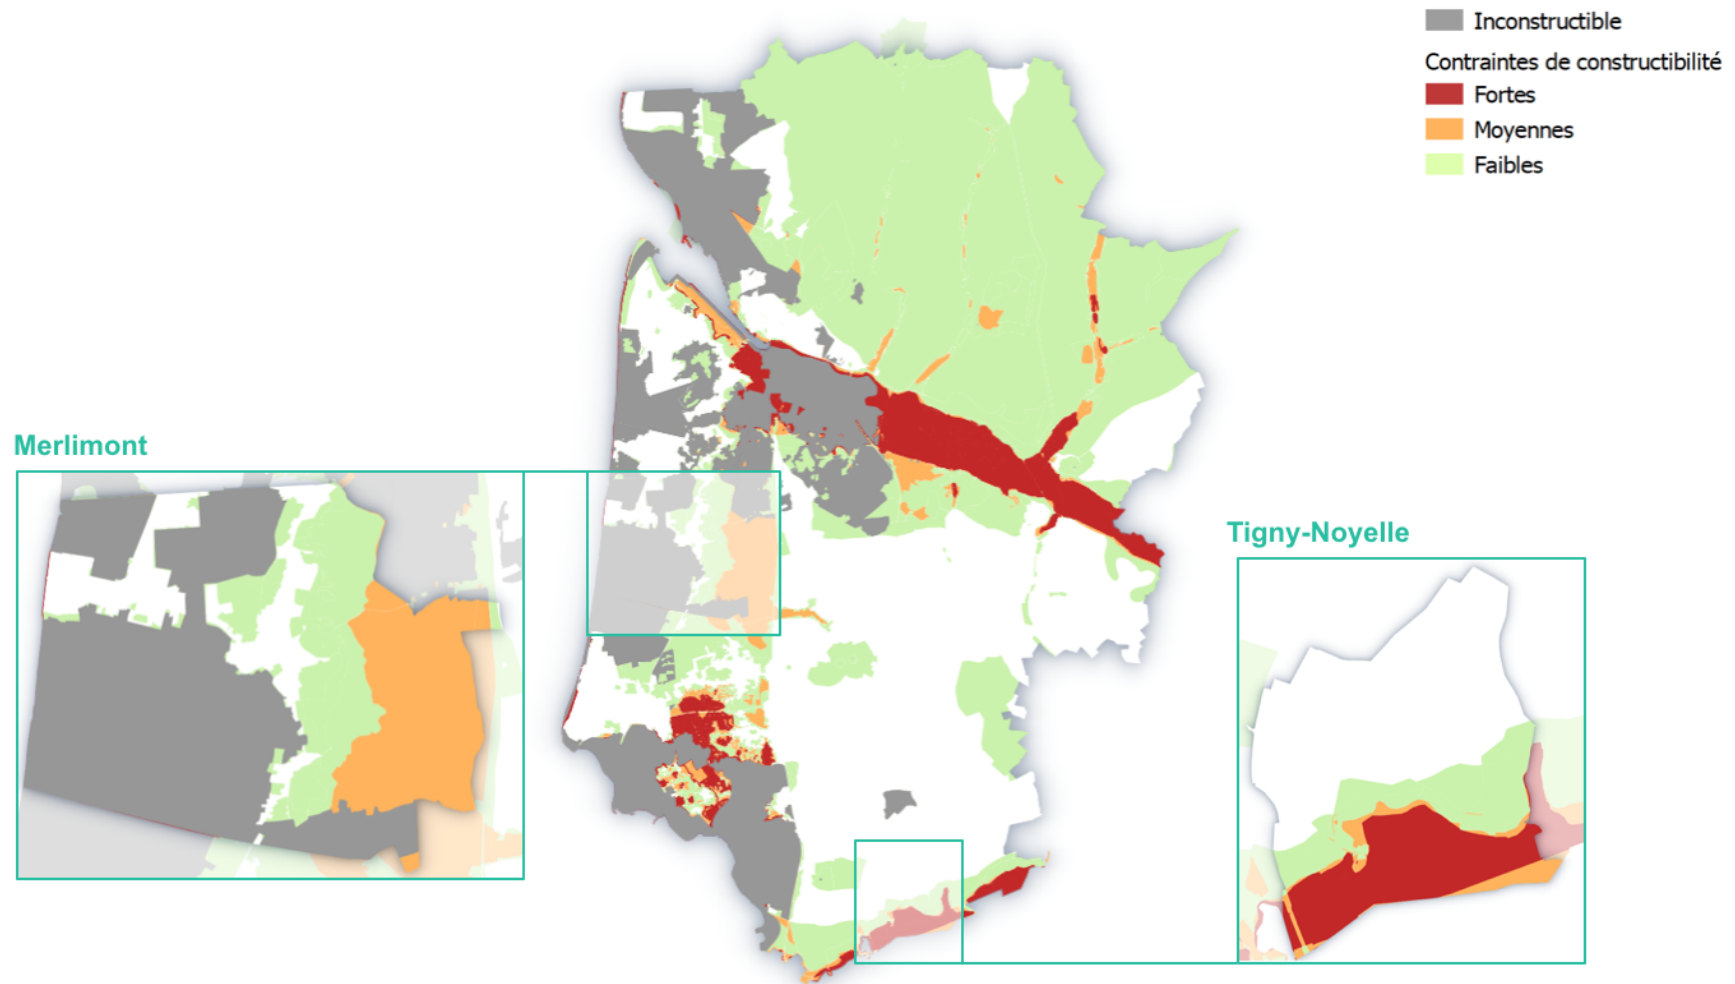 Inconstructible
Contraintes de constructibilité
Fortes
Moyennes
Faibles
Merlimont
Tigny-Noyelle